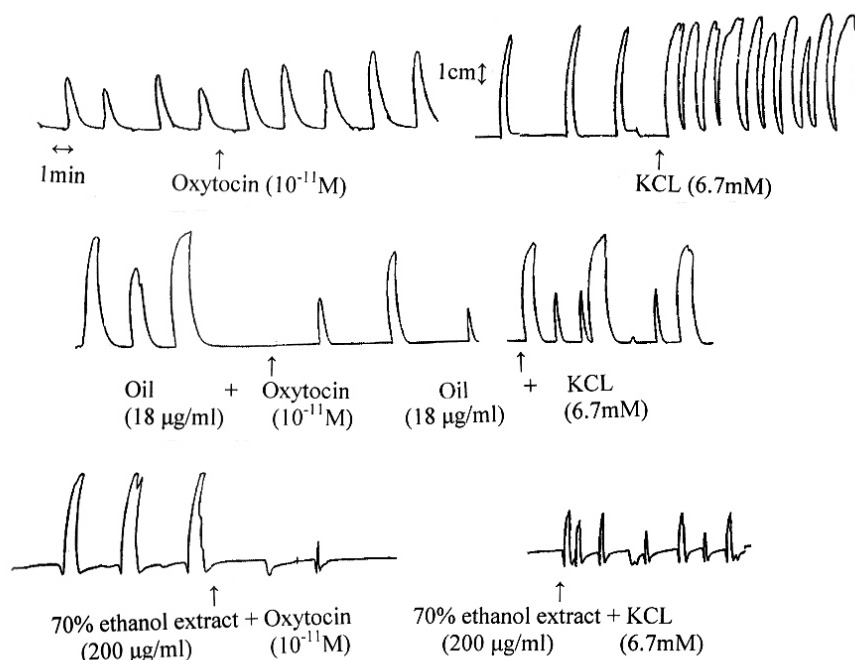 1cm↕
↔
1min
↑
Oxytocin (10⁻¹¹M)
↑
KCL (6.7mM)
↑
Oil + Oxytocin
(18 µg/ml) (10⁻¹¹M)
↑
Oil + KCL
(18 µg/ml) (6.7mM)
↑
70% ethanol extract + Oxytocin
(200 µg/ml) (10⁻¹¹M)
↑
70% ethanol extract + KCL
(200 µg/ml) (6.7mM)